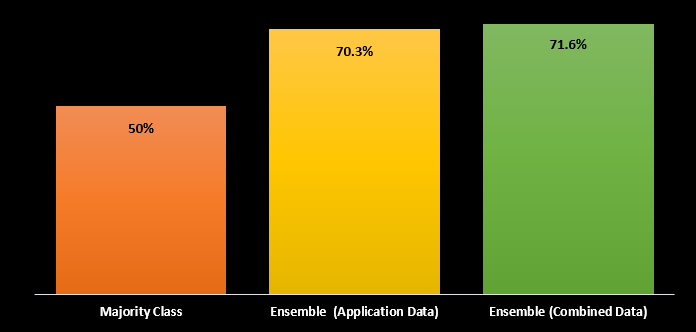 50%
70.3%
71.6%
Majority Class
Ensemble (Application Data)
Ensemble (Combined Data)